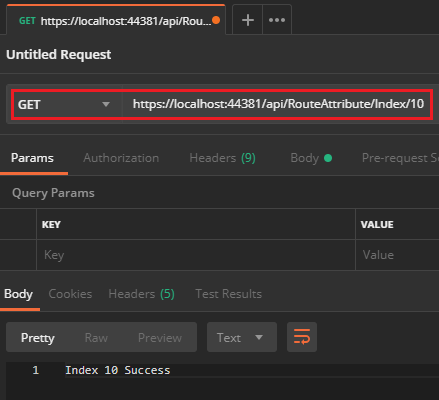 GET https://localhost:44381/api/Rou... + •••
Untitled Request
GET https://localhost:44381/api/RouteAttribute/Index/10
Params Authorization Headers (9) Body Pre-request S
Query Params
KEY VALUE
Key Value
Body Cookies Headers (5) Test Results
Pretty Raw Preview Text
1 Index 10 Success